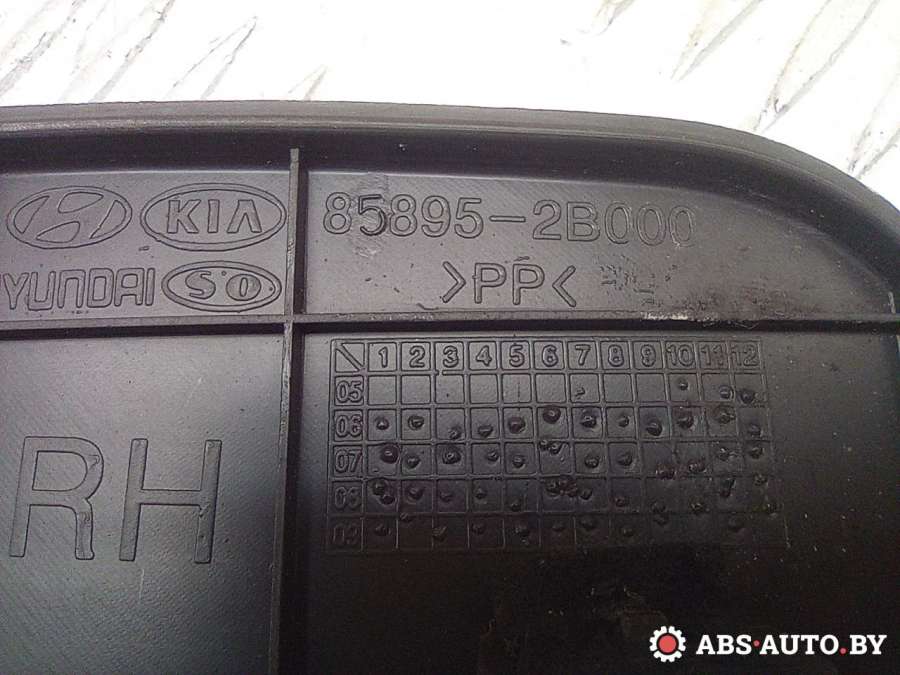 KIA
85895-2B000
HYUNDAI
SO
>PP<
RH
1 2 3 4 5 6 7 8 9 10 11 12
05
06
07
08
09
ABS-AUTO.BY